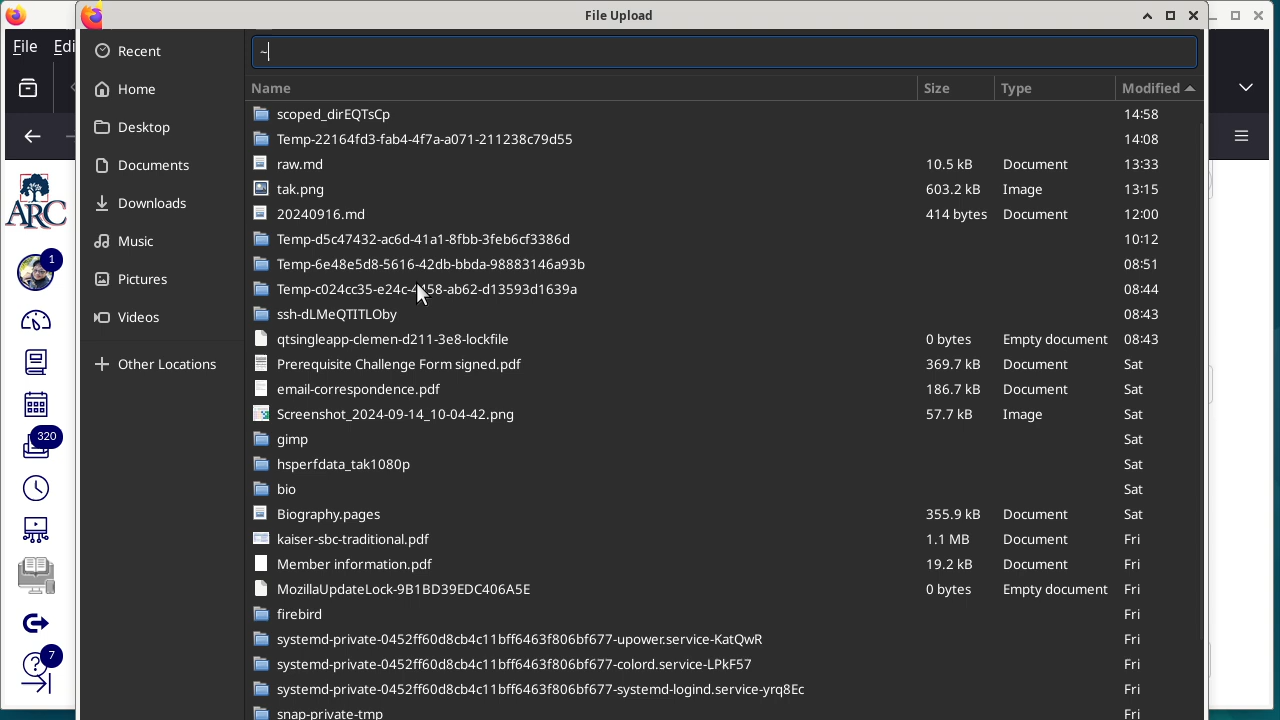 File Upload
File Edi
ARC
1
320
7
Recent
Home
Desktop
Documents
Downloads
Music
Pictures
Videos
Other Locations
~
Name Size Type Modified
scoped_dirEQTsCp 14:58
Temp-22164fd3-fab4-4f7a-a071-211238c79d55 14:08
raw.md 10.5 kB Document 13:33
tak.png 603.2 kB Image 13:15
20240916.md 414 bytes Document 12:00
Temp-d5c47432-ac6d-41a1-8fbb-3feb6cf3386d 10:12
Temp-6e48e5d8-5616-42db-bbda-98883146a93b 08:51
Temp-c024cc35-e24c-4458-ab62-d13593d1639a 08:44
ssh-dLMeQTITLOby 08:43
qtsingleapp-clemen-d211-3e8-lockfile 0 bytes Empty document 08:43
Prerequisite Challenge Form signed.pdf 369.7 kB Document Sat
email-correspondence.pdf 186.7 kB Document Sat
Screenshot_2024-09-14_10-04-42.png 57.7 kB Image Sat
gimp Sat
hsperfdata_tak1080p Sat
bio Sat
Biography.pages 355.9 kB Document Sat
kaiser-sbc-traditional.pdf 1.1 MB Document Fri
Member information.pdf 19.2 kB Document Fri
MozillaUpdateLock-9B1BD39EDC406A5E 0 bytes Empty document Fri
firebird Fri
systemd-private-0452ff60d8cb4c11bff6463f806bf677-upower.service-KatQwR Fri
systemd-private-0452ff60d8cb4c11bff6463f806bf677-colord.service-LPkF57 Fri
systemd-private-0452ff60d8cb4c11bff6463f806bf677-systemd-logind.service-yrq8Ec Fri
snap-private-tmp Fri